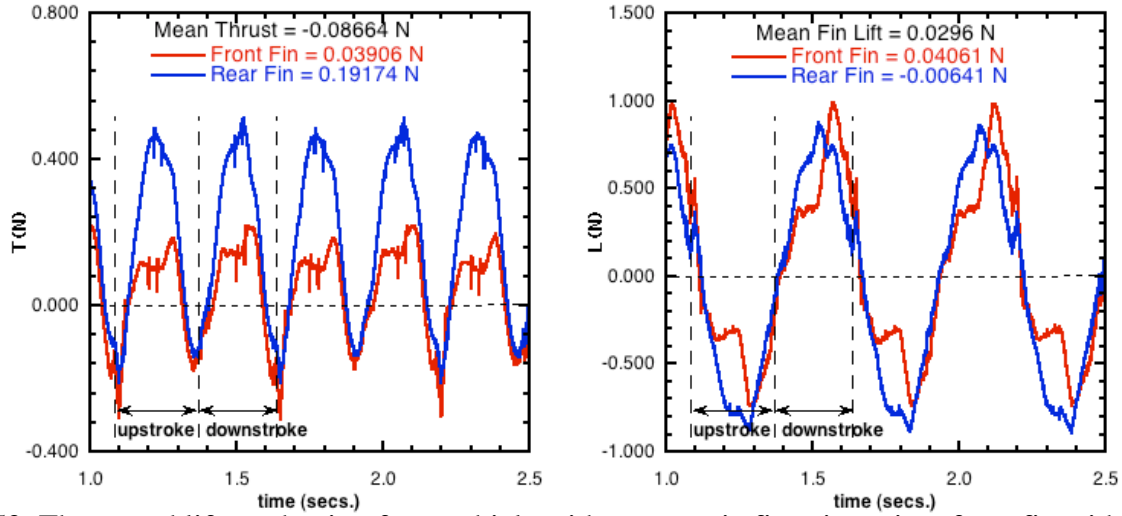 0.800
0.400
0.000
-0.400
T(N)
Mean Thrust = -0.08664 N
Front Fin = 0.03906 N
Rear Fin = 0.19174 N
upstroke
downstroke
1.0 1.5 2.0 2.5
time (secs.)
1.500
1.000
0.500
0.000
-0.500
-1.000
L(N)
Mean Fin Lift = 0.0296 N
Front Fin = 0.04061 N
Rear Fin = -0.00641 N
upstroke
downstroke
1.0 1.5 2.0 2.5
time (secs.)